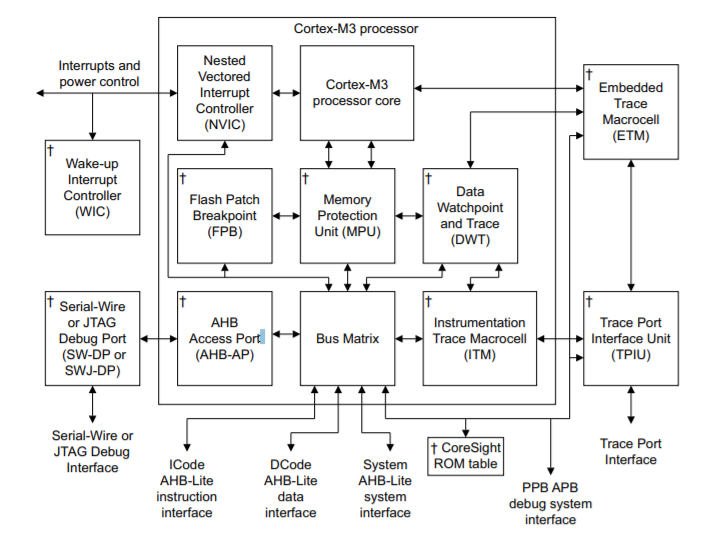 Cortex-M3 processor
Interrupts and
power control
Nested
Vectored
Interrupt
Controller
(NVIC)
Cortex-M3
processor core
†
Embedded
Trace
Macrocell
(ETM)
†
Wake-up
Interrupt
Controller
(WIC)
†
Flash Patch
Breakpoint
(FPB)
†
Memory
Protection
Unit (MPU)
†
Data
Watchpoint
and Trace
(DWT)
†
Serial-Wire
or JTAG
Debug Port
(SW-DP or
SWJ-DP)
†
AHB
Access Port
(AHB-AP)
Bus Matrix
†
Instrumentation
Trace Macrocell
(ITM)
†
Trace Port
Interface Unit
(TPIU)
Serial-Wire or
JTAG Debug
Interface
ICode
AHB-Lite
instruction
interface
DCode
AHB-Lite
data
interface
System
AHB-Lite
system
interface
† CoreSight
ROM table
PPB APB
debug system
interface
Trace Port
Interface